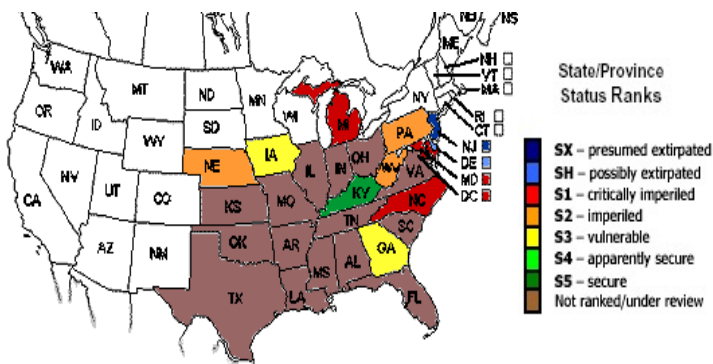 NB
NS
ME
WA
NH
VT
MT
ND
MA
MN
OR
NY
WI
ID
SD
MI
RI
WY
CT
PA
IA
NJ
NE
OH
DE
NV
IL
IN
WV
MD
UT
VA
CA
CO
KY
DC
KS
MO
NC
TN
OK
AR
SC
AZ
NM
MS
AL
GA
TX
LA
FL
State/Province
Status Ranks
SX – presumed extirpated
SH – possibly extirpated
S1 – critically imperiled
S2 – imperiled
S3 – vulnerable
S4 – apparently secure
S5 – secure
Not ranked/under review